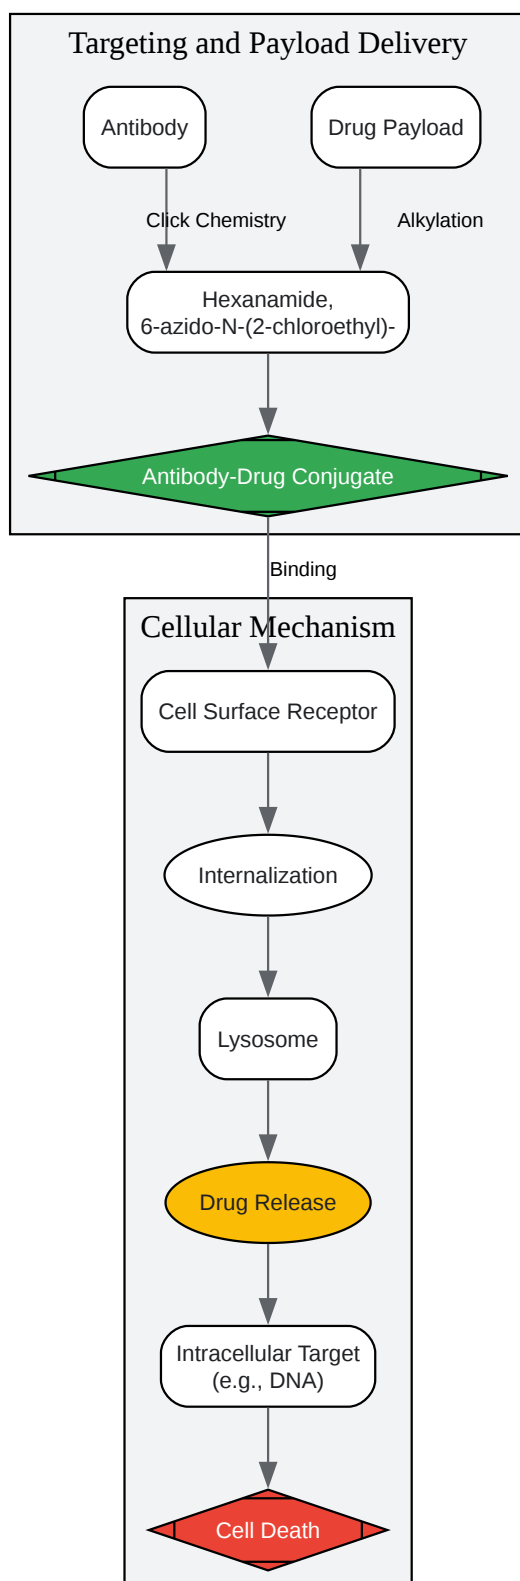 Targeting and Payload Delivery
Antibody
Drug Payload
Click Chemistry
Alkylation
Hexanamide,
6-azido-N-(2-chloroethyl)-
Antibody-Drug Conjugate
Binding
Cellular Mechanism
Cell Surface Receptor
Internalization
Lysosome
Drug Release
Intracellular Target
(e.g., DNA)
Cell Death